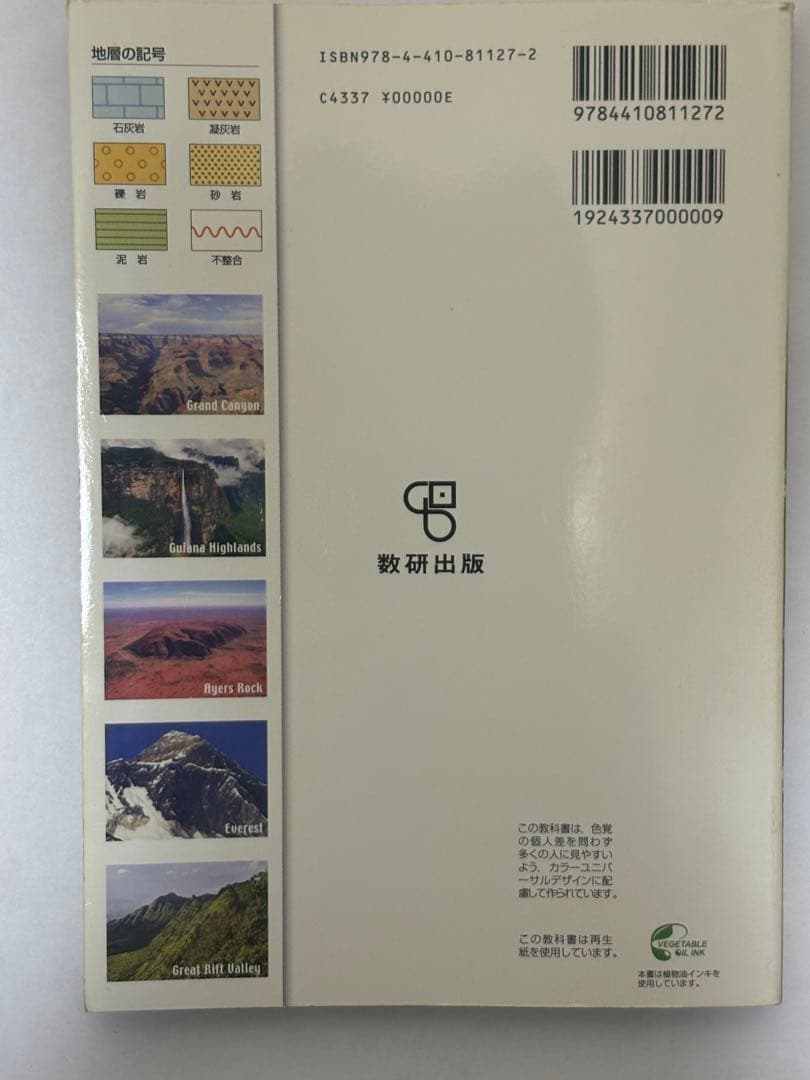 地層の記号
石灰岩
凝灰岩
礫 岩
砂 岩
泥 岩
不整合
Grand Canyon
Guiana Highlands
Ayers Rock
Everest
Great Rift Valley
ISBN978-4-410-81127-2
C4337 ¥00000E
9784410811272
1924337000009
数研出版
この教科書は，色覚
の個人差を問わず
多くの人に見やすい
よう，カラーユニバ
ーサルデザインに配
慮して作られています。
この教科書は再生
紙を使用しています。
VEGETABLE
OIL INK
本書は植物油インキを
使用しています。